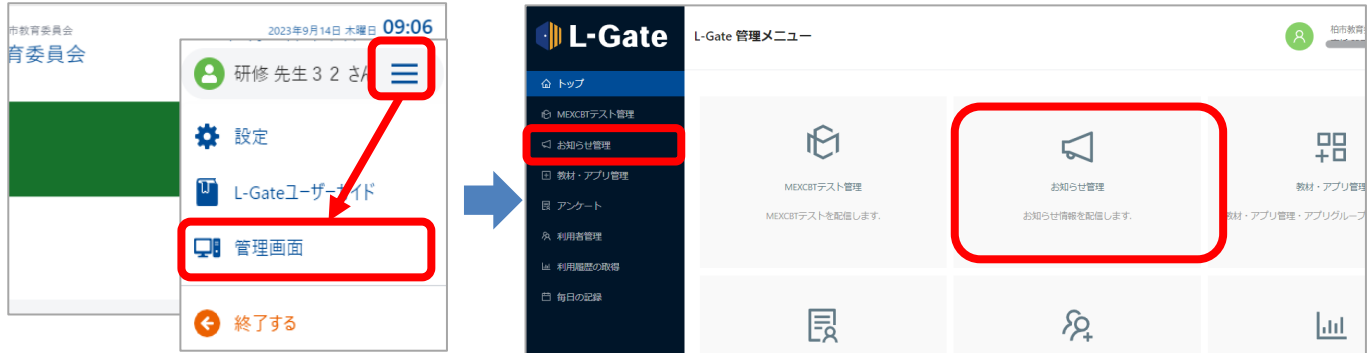 市教育委員会
2023年9月14日 木曜日 09:06
育委員会
研修 先生32 さん
設定
L-Gateユーザーガイド
管理画面
終了する
L-Gate
L-Gate 管理メニュー
柏市教育
トップ
MEXCBTテスト管理
お知らせ管理
教材・アプリ管理
アンケート
利用者管理
利用履歴の取得
毎日の記録
MEXCBTテスト管理
MEXCBTテストを配信します.
お知らせ管理
お知らせ情報を配信します.
教材・アプリ管理
教材・アプリ管理・アプリグループ